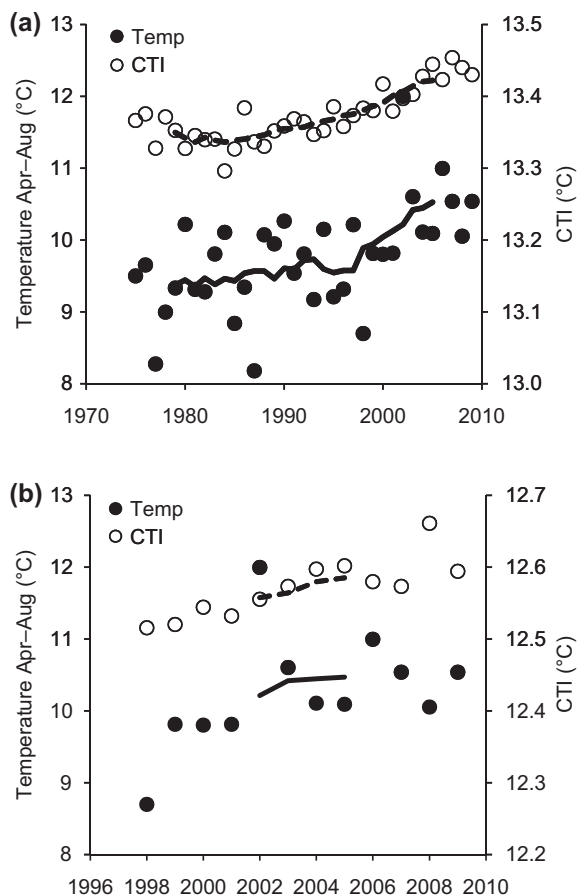 (a)
Temp
CTI
13
12
11
10
9
8
13.5
13.4
13.3
13.2
13.1
13.0
1970 1980 1990 2000 2010
Temperature Apr–Aug (°C)
CTI (°C)
(b)
Temp
CTI
13
12
11
10
9
8
12.7
12.6
12.5
12.4
12.3
12.2
1996 1998 2000 2002 2004 2006 2008 2010
Temperature Apr–Aug (°C)
CTI (°C)